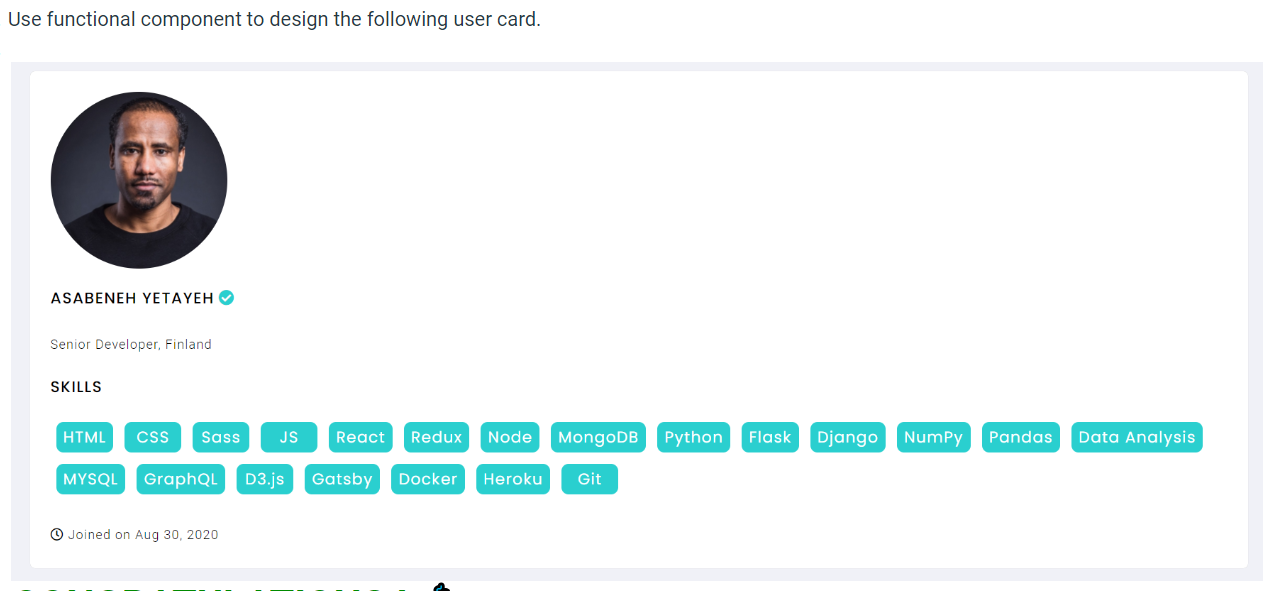 Use functional component to design the following user card.
ASABENEH YETAYEH
Senior Developer, Finland
SKILLS
HTML CSS Sass JS React Redux Node MongoDB Python Flask Django NumPy Pandas Data Analysis
MYSQL GraphQL D3.js Gatsby Docker Heroku Git
Joined on Aug 30, 2020